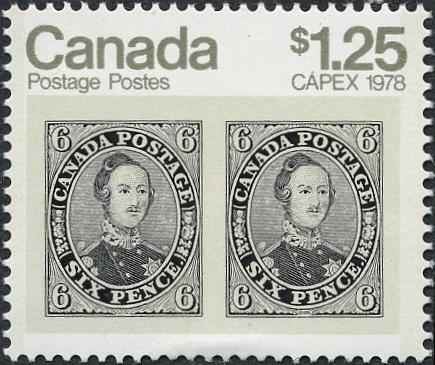 Canada $1.25
Postage Postes CÁPEX 1978
6 6 6 6
CANADA POSTAGE CANADA POSTAGE
SIX PENCE. SIX PENCE.
6 6 6 6